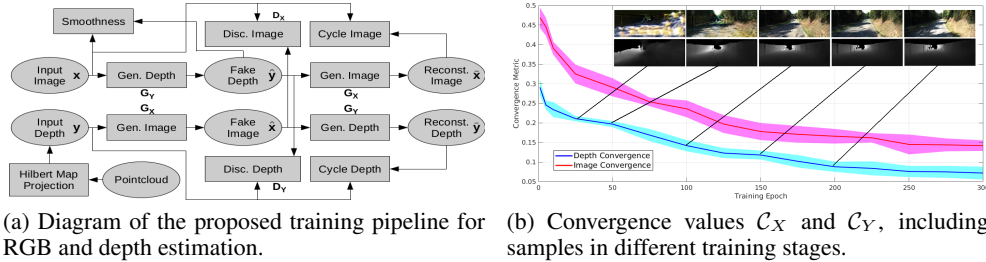 Smoothness
D_X
Disc. Image
Cycle Image
Input Image x
Gen. Depth
G_Y
Fake Depth ŷ
Gen. Image
G_X
Reconst. Image x̃
Input Depth y
G_X
Gen. Image
Fake Image x̂
G_Y
Gen. Depth
Reconst. Depth ỹ
Hilbert Map Projection
Pointcloud
Disc. Depth
D_Y
Cycle Depth
(a) Diagram of the proposed training pipeline for
RGB and depth estimation.
Convergence Metric
0.5
0.45
0.4
0.35
0.3
0.25
0.2
0.15
0.1
0.05
Depth Convergence
Image Convergence
0 50 100 150 200 250 300
Training Epoch
(b) Convergence values C_X and C_Y, including
samples in different training stages.